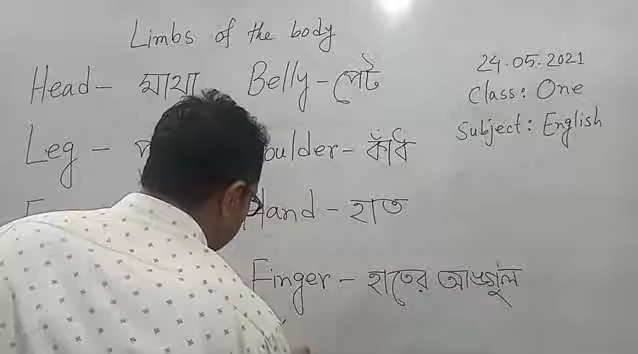 Limbs of the body
24.05.2021
Class: One
Subject: English
Head - মাথা Belly - পেট
Leg - oulder - কাঁধ
Hand - হাত
Finger - হাতের আঙ্গুল